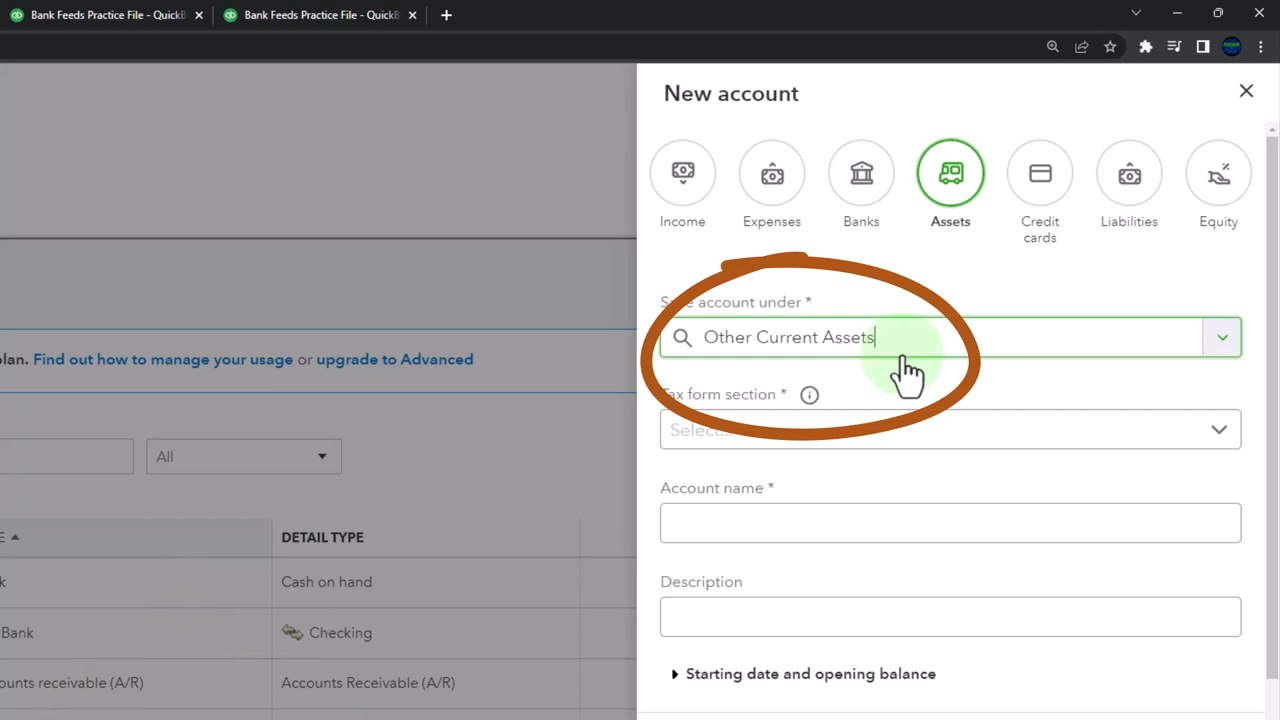 Bank Feeds Practice File - QuickB
Bank Feeds Practice File - QuickB
New account
Income
Expenses
Banks
Assets
Credit
cards
Liabilities
Equity
account under *
Other Current Assets
plan. Find out how to manage your usage or upgrade to Advanced
Tax form section *
Select...
All
Account name *
E
DETAIL TYPE
k
Cash on hand
Description
Bank
Checking
ounts receivable (A/R)
Accounts Receivable (A/R)
Starting date and opening balance